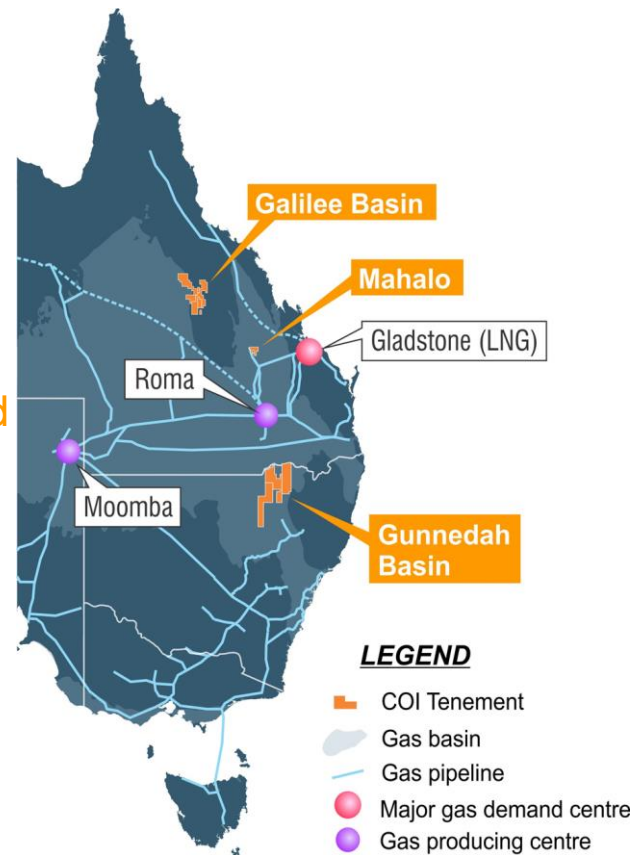 Galilee Basin
Mahalo
Gladstone (LNG)
Roma
d
Moomba
Gunnedah
Basin
LEGEND
COI Tenement
Gas basin
Gas pipeline
Major gas demand centre
Gas producing centre